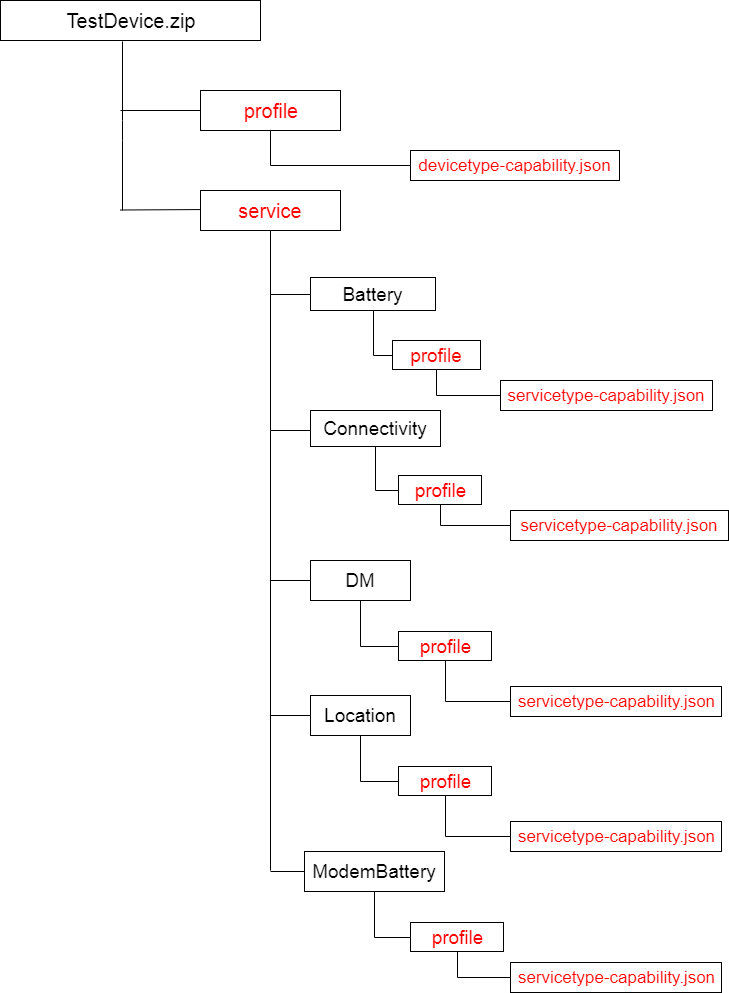 TestDevice.zip
profile
devicetype-capability.json
service
Battery
profile
servicetype-capability.json
Connectivity
profile
servicetype-capability.json
DM
profile
servicetype-capability.json
Location
profile
servicetype-capability.json
ModemBattery
profile
servicetype-capability.json